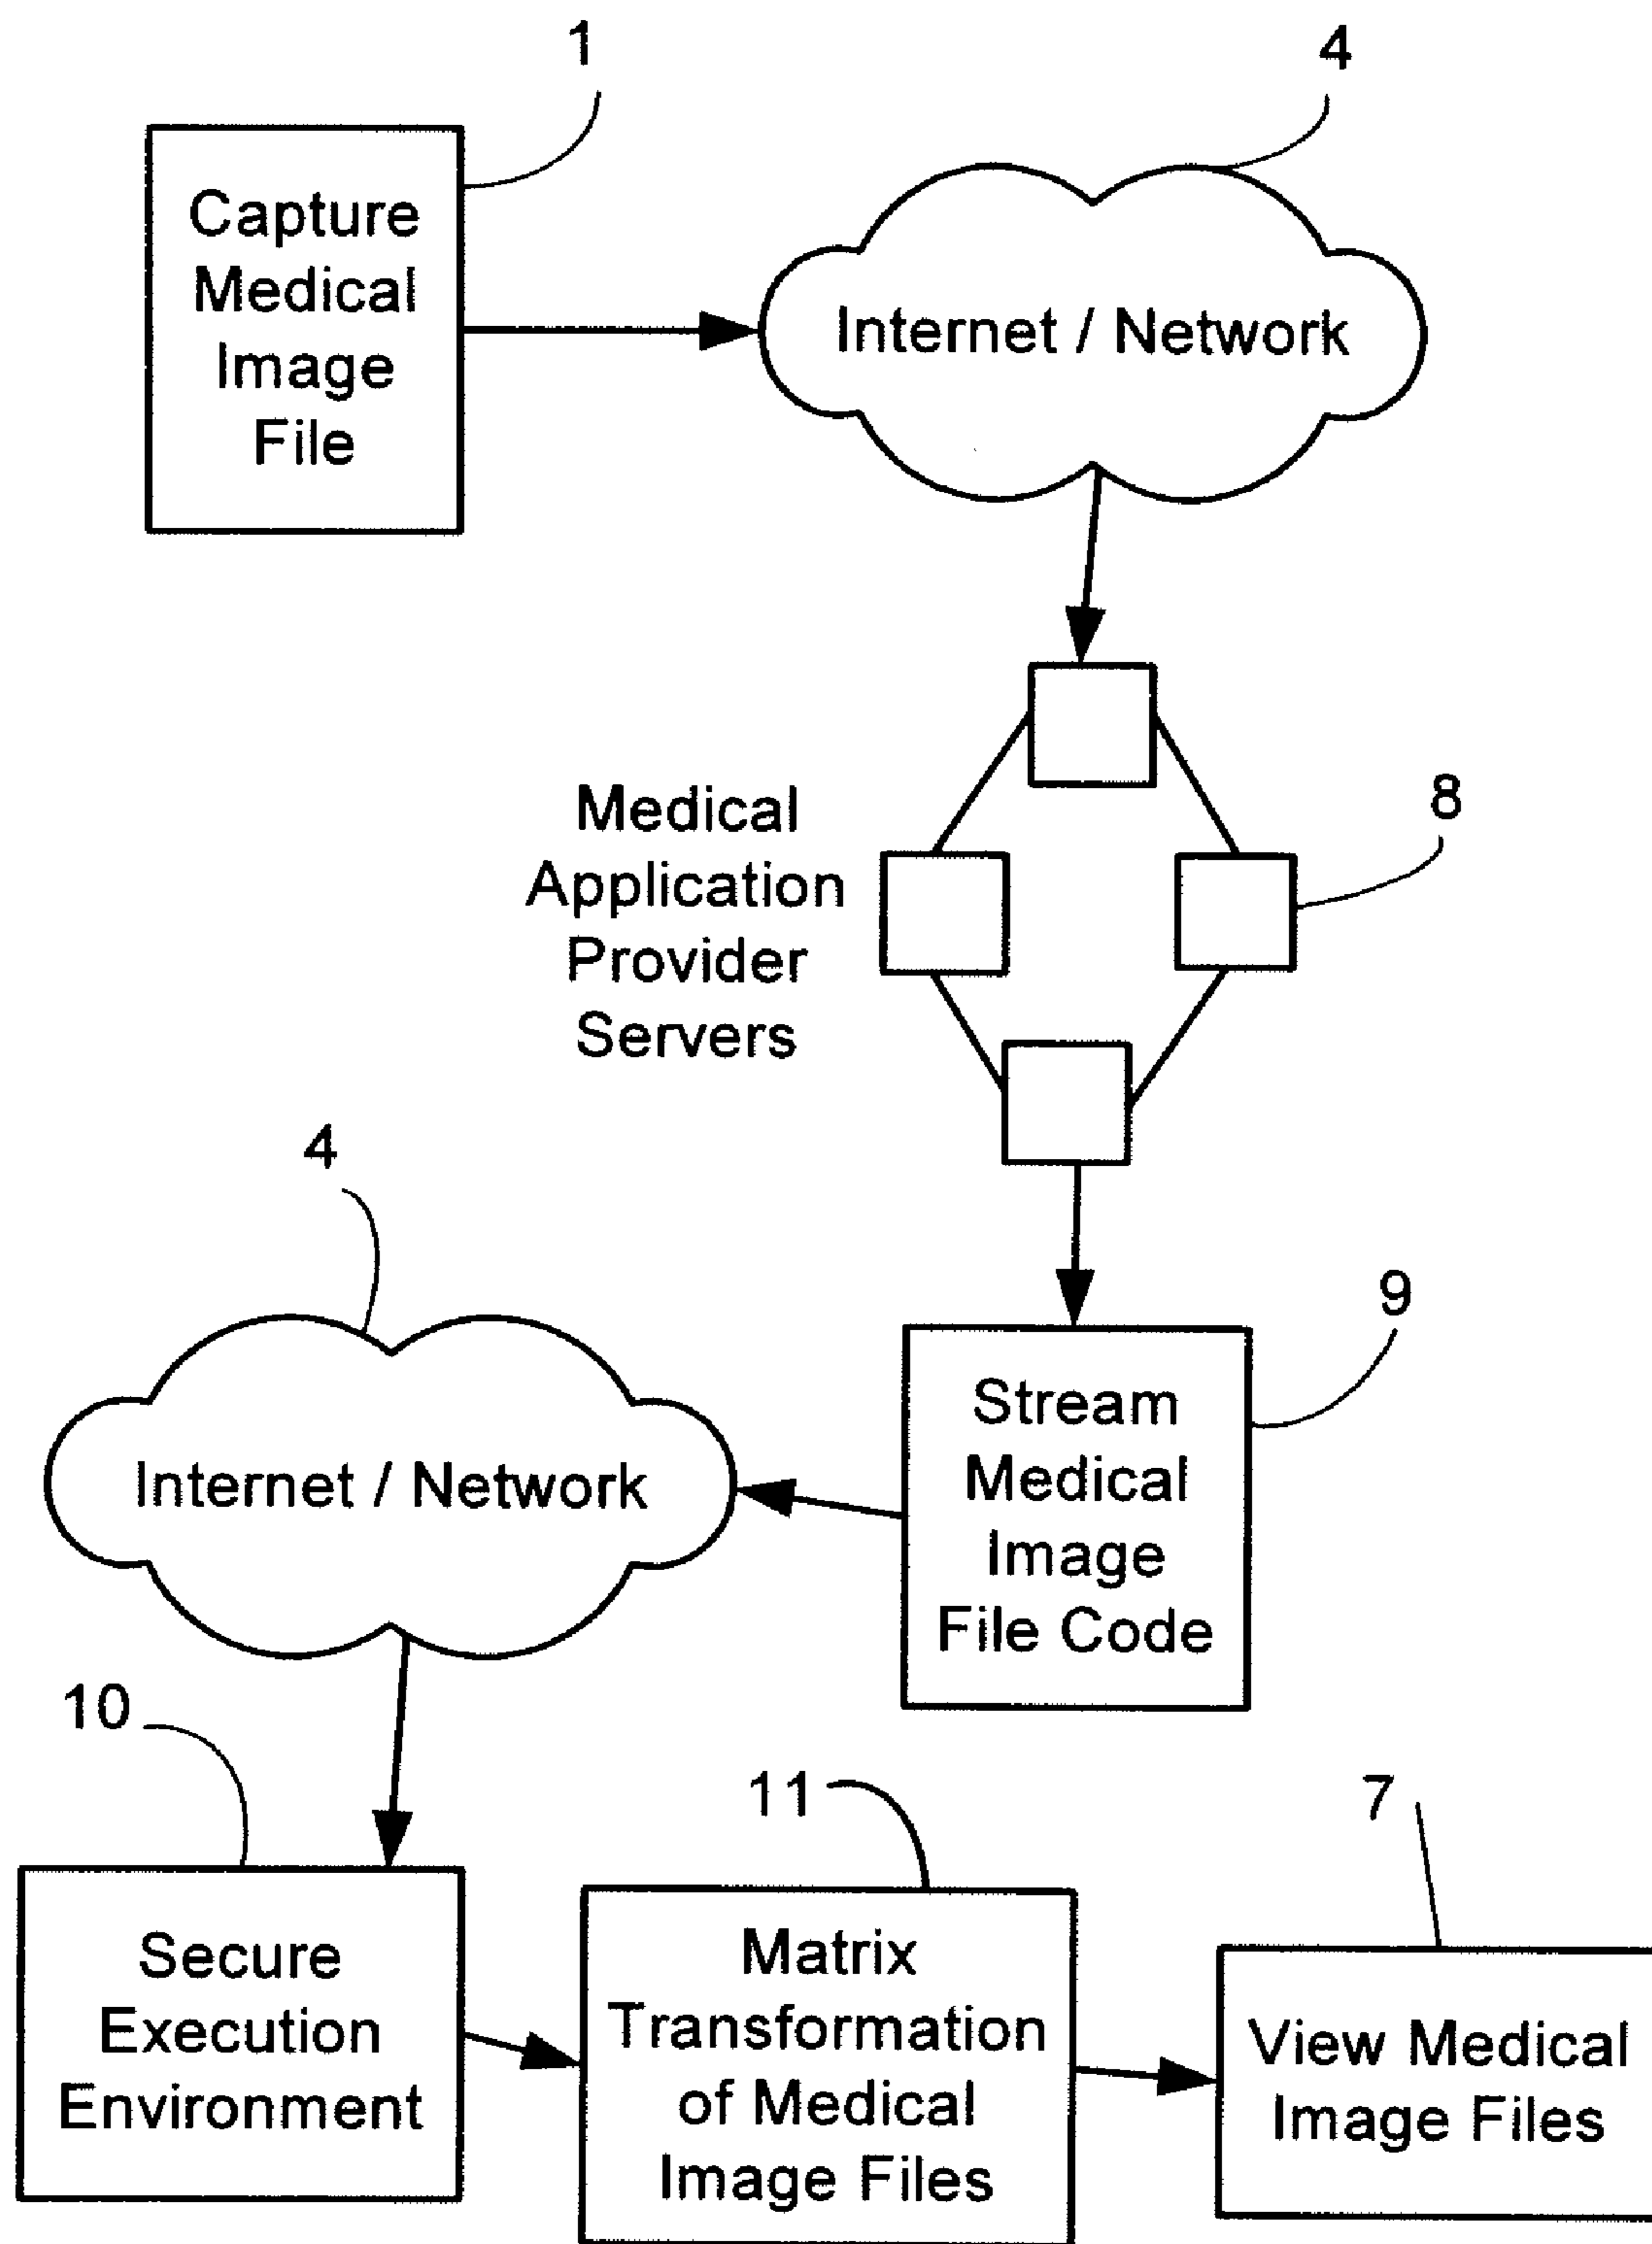 1
4
Capture
Medical
Image
File
Internet / Network
8
Medical
Application
Provider
Servers
4
9
Internet / Network
Stream
Medical
Image
File Code
10
11
7
Secure
Execution
Environment
Matrix
Transformation
of Medical
Image Files
View Medical
Image Files